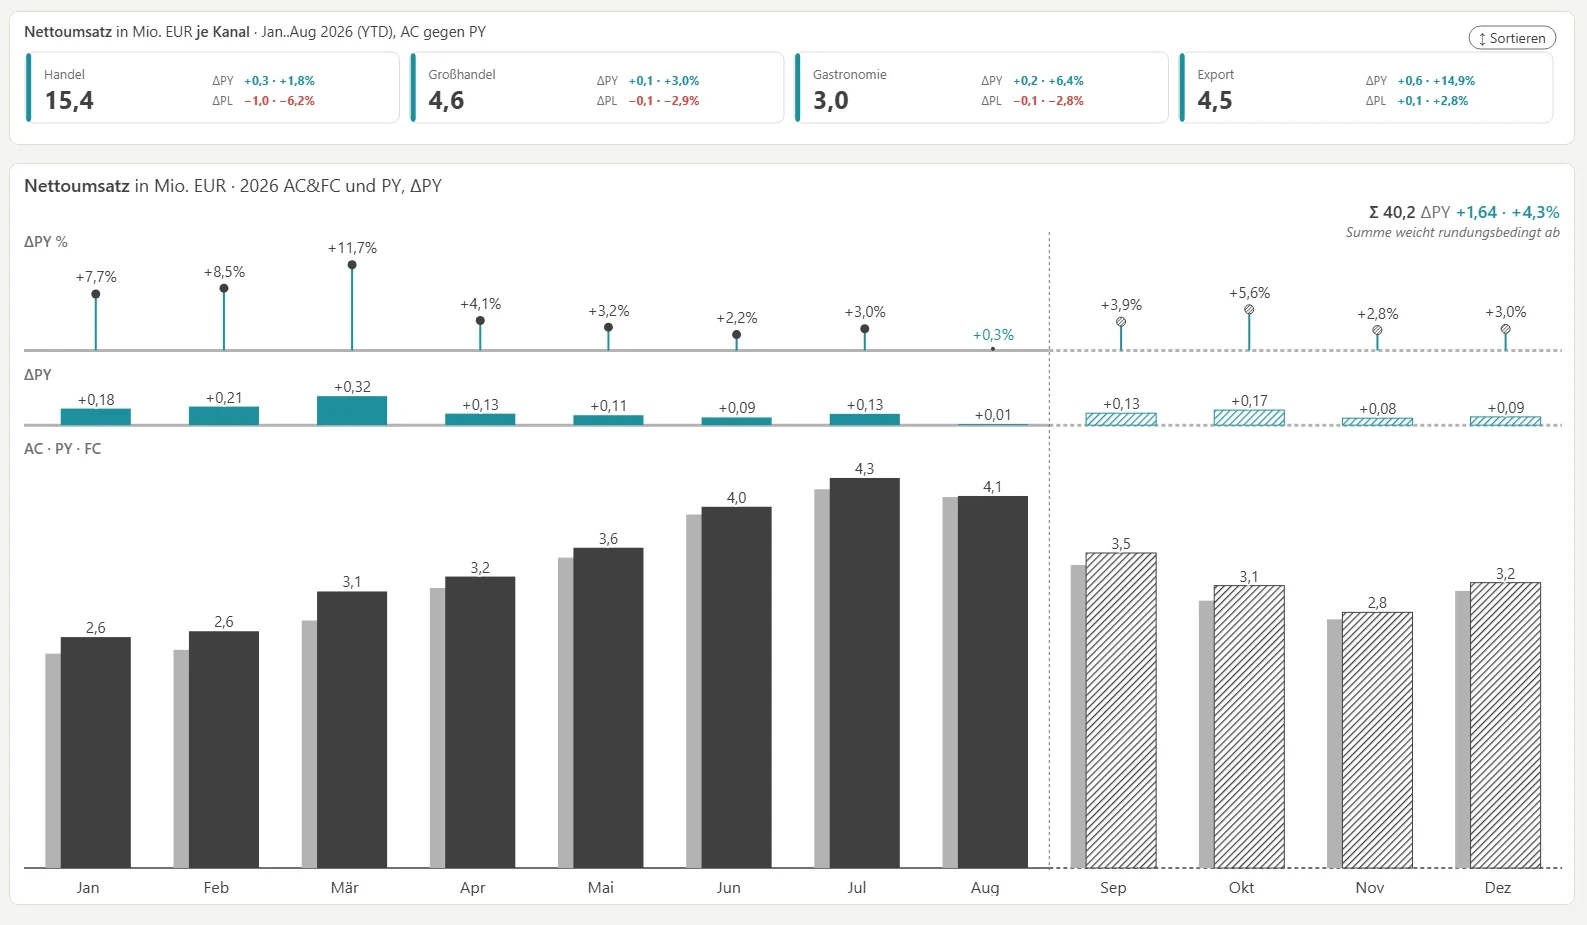 Nettoumsatz in Mio. EUR je Kanal · Jan..Aug 2026 (YTD), AC gegen PY
↕ Sortieren
Handel
15,4
ΔPY +0,3 · +1,8%
ΔPL −1,0 · −6,2%
Großhandel
4,6
ΔPY +0,1 · +3,0%
ΔPL −0,1 · −2,9%
Gastronomie
3,0
ΔPY +0,2 · +6,4%
ΔPL −0,1 · −2,8%
Export
4,5
ΔPY +0,6 · +14,9%
ΔPL +0,1 · +2,8%
Nettoumsatz in Mio. EUR · 2026 AC&FC und PY, ΔPY
Σ 40,2 ΔPY +1,64 · +4,3%
Summe weicht rundungsbedingt ab
ΔPY %
+7,7% +8,5% +11,7% +4,1% +3,2% +2,2% +3,0% +0,3% +3,9% +5,6% +2,8% +3,0%
ΔPY
+0,18 +0,21 +0,32 +0,13 +0,11 +0,09 +0,13 +0,01 +0,13 +0,17 +0,08 +0,09
AC · PY · FC
2,6 2,6 3,1 3,2 3,6 4,0 4,3 4,1 3,5 3,1 2,8 3,2
Jan Feb Mär Apr Mai Jun Jul Aug Sep Okt Nov Dez